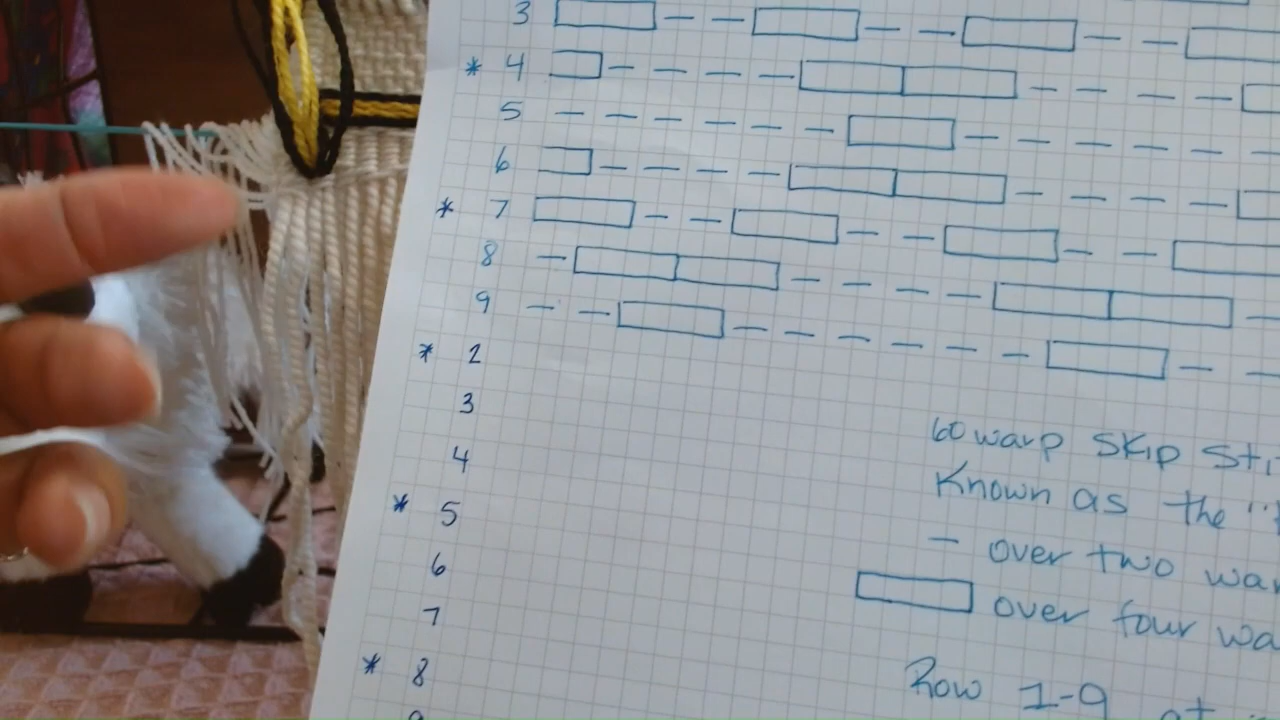 3
* 4
5
6
* 7
8
9
* 2
3
4
* 5
6
7
* 8
60 warp Skip
Known as the "
— over two
over four
Row 1-9